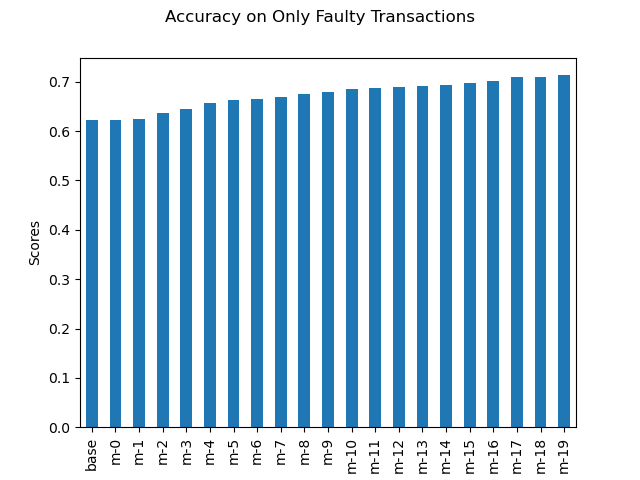 Accuracy on Only Faulty Transactions
Scores
0.7
0.6
0.5
0.4
0.3
0.2
0.1
0.0
base
m-0
m-1
m-2
m-3
m-4
m-5
m-6
m-7
m-8
m-9
m-10
m-11
m-12
m-13
m-14
m-15
m-16
m-17
m-18
m-19